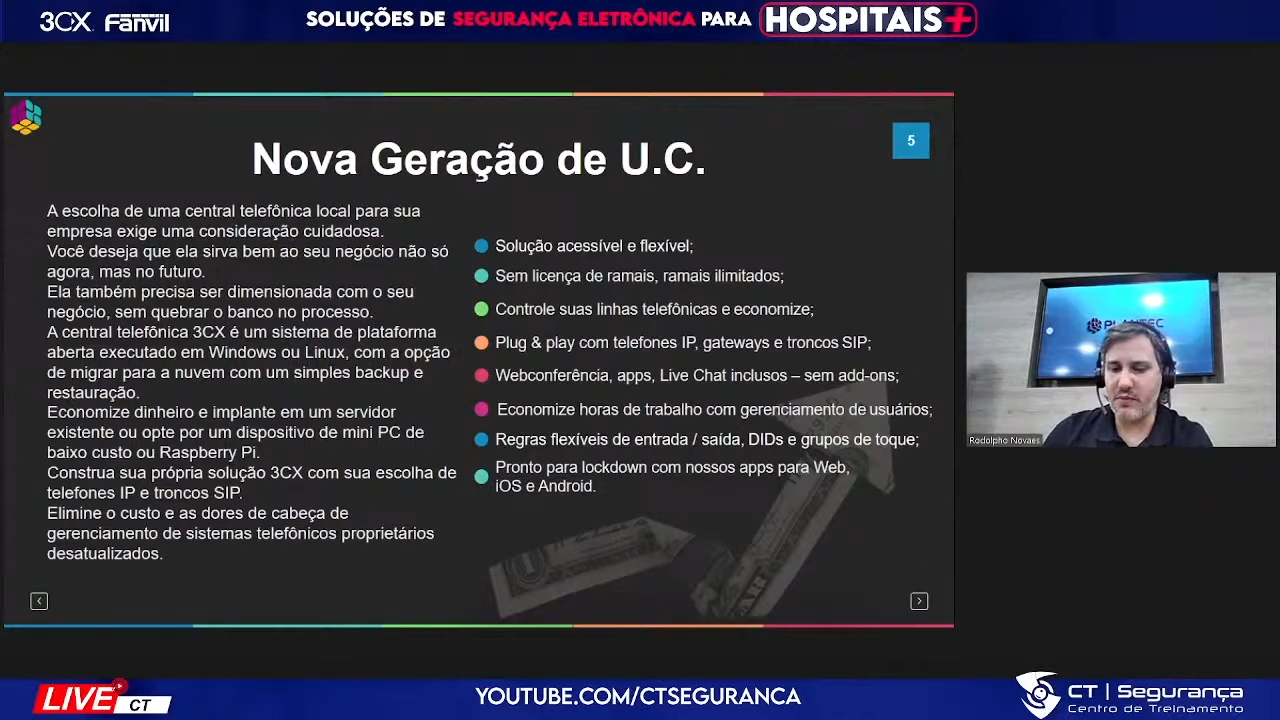 3CX Fanvil
SOLUÇÕES DE SEGURANÇA ELETRÔNICA PARA HOSPITAIS+
5
Nova Geração de U.C.
A escolha de uma central telefônica local para sua
empresa exige uma consideração cuidadosa.
Você deseja que ela sirva bem ao seu negócio não só
agora, mas no futuro.
Ela também precisa ser dimensionada com o seu
negócio, sem quebrar o banco no processo.
A central telefônica 3CX é um sistema de plataforma
aberta executado em Windows ou Linux, com a opção
de migrar para a nuvem com um simples backup e
restauração.
Economize dinheiro e implante em um servidor
existente ou opte por um dispositivo de mini PC de
baixo custo ou Raspberry Pi.
Construa sua própria solução 3CX com sua escolha de
telefones IP e troncos SIP.
Elimine o custo e as dores de cabeça de
gerenciamento de sistemas telefônicos proprietários
desatualizados.
Solução acessível e flexível;
Sem licença de ramais, ramais ilimitados;
Controle suas linhas telefônicas e economize;
Plug & play com telefones IP, gateways e troncos SIP;
Webconferência, apps, Live Chat inclusos – sem add-ons;
Economize horas de trabalho com gerenciamento de usuários;
Regras flexíveis de entrada / saída, DIDs e grupos de toque;
Pronto para lockdown com nossos apps para Web,
iOS e Android.
PLANTEC
Rodolpho Novaes
LIVE CT
YOUTUBE.COM/CTSEGURANCA
CT | Segurança
Centro de Treinamento